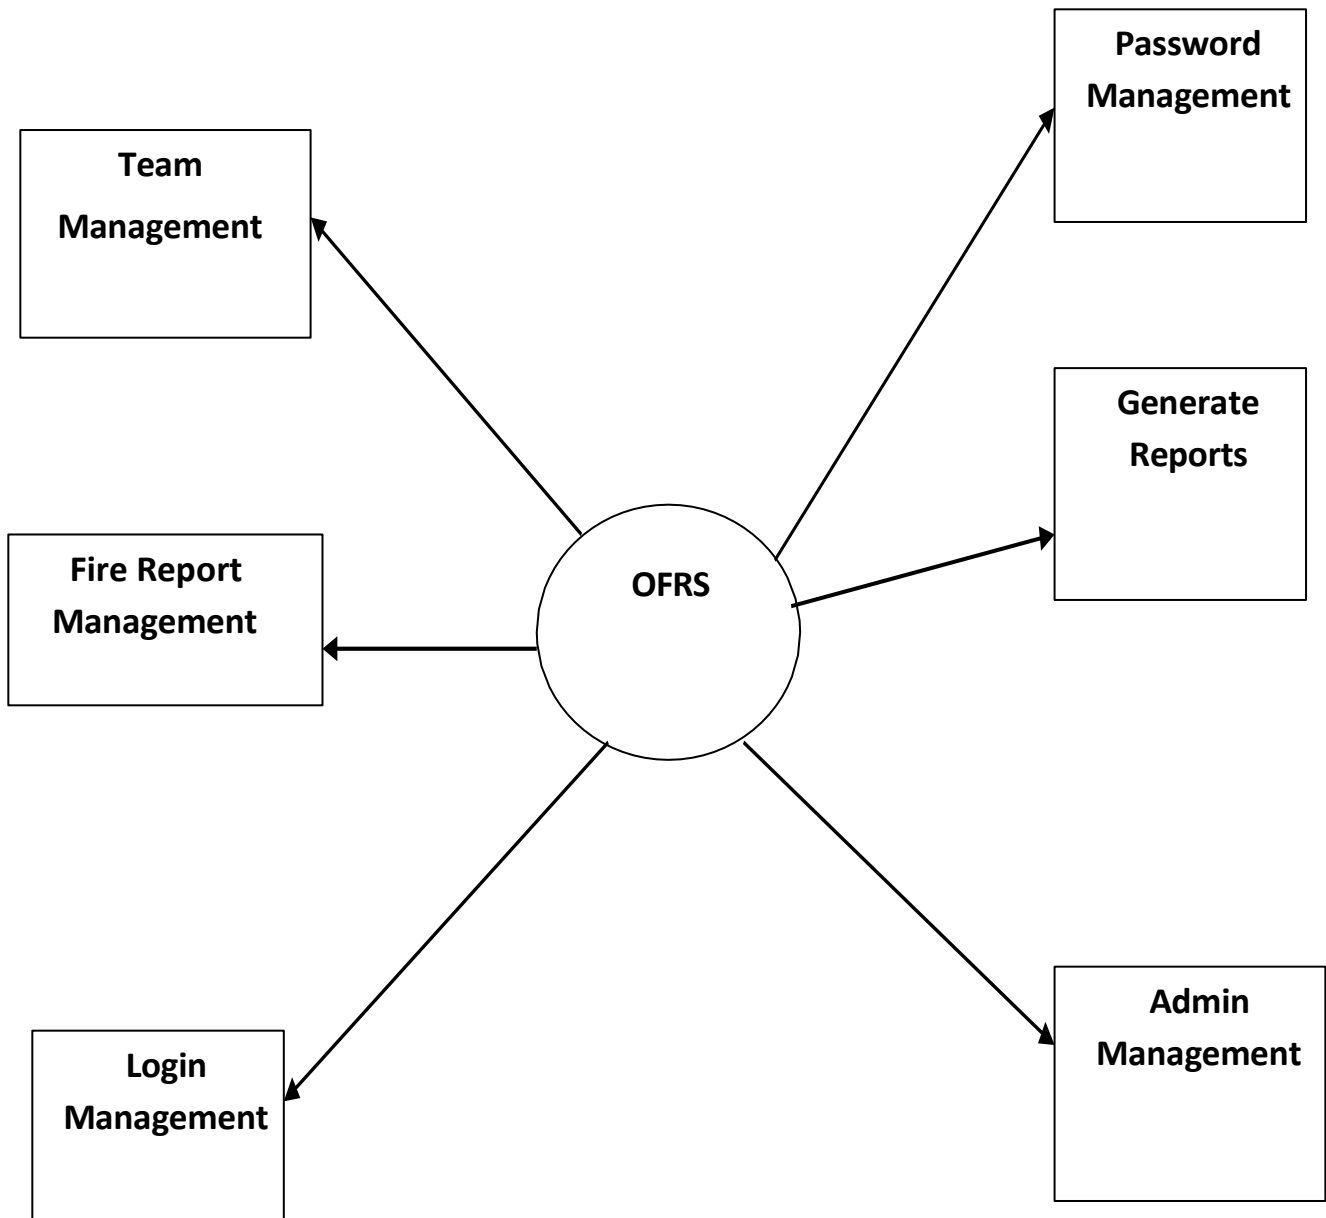 Password
Management
Team
Management
Generate
Reports
Fire Report
Management
OFRS
Admin
Management
Login
Management